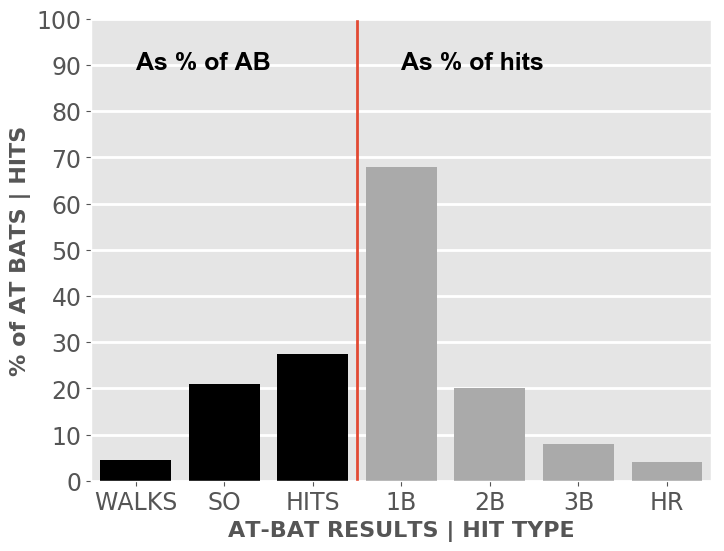 As % of AB
As % of hits
% of AT BATS | HITS
100
90
80
70
60
50
40
30
20
10
0
WALKS SO HITS 1B 2B 3B HR
AT-BAT RESULTS | HIT TYPE